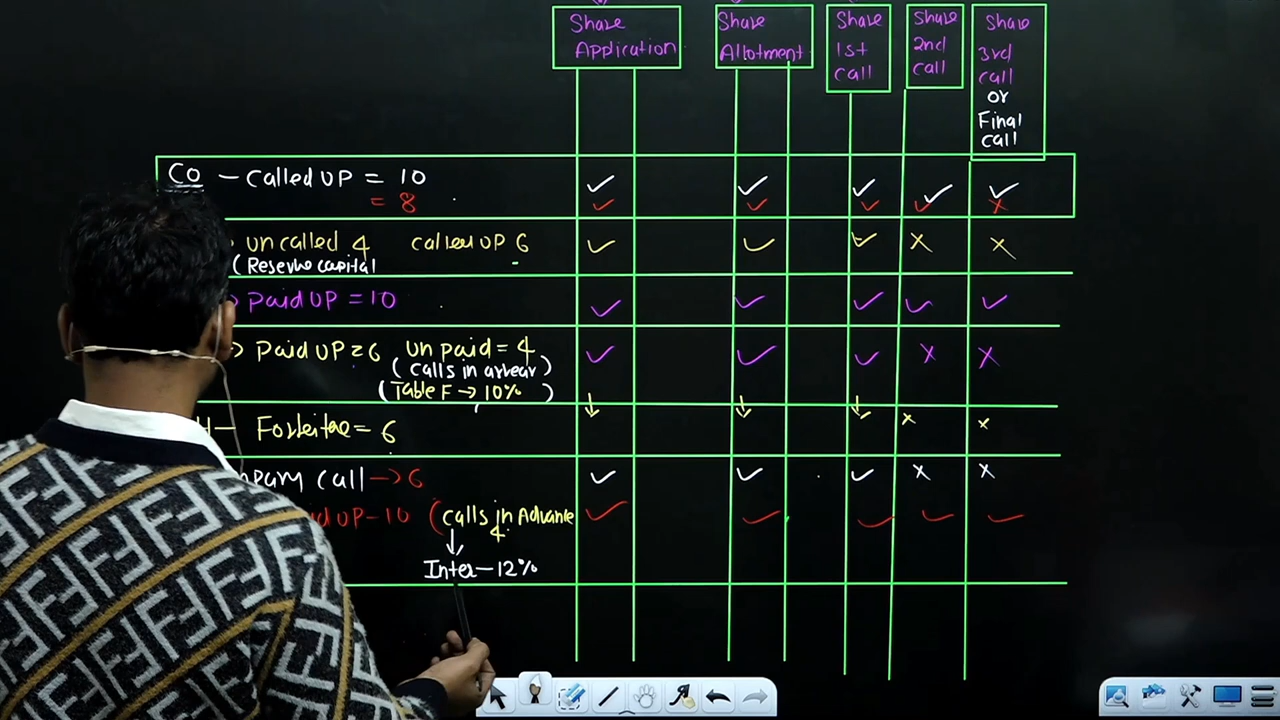 Share Application
Share Allotment
Share 1st call
Share 2nd call
Share 3rd call or Final call
CO - Called UP = 10
= 8
uncalled 4 called UP 6
(Reserve capital
Paid UP = 10
Paid UP = 6 un paid = 4
(calls in arrear)
(Table F → 10%)
H - Forfeitae = 6
call → 6
UP - 10 (calls in Advance
4
Inter - 12%